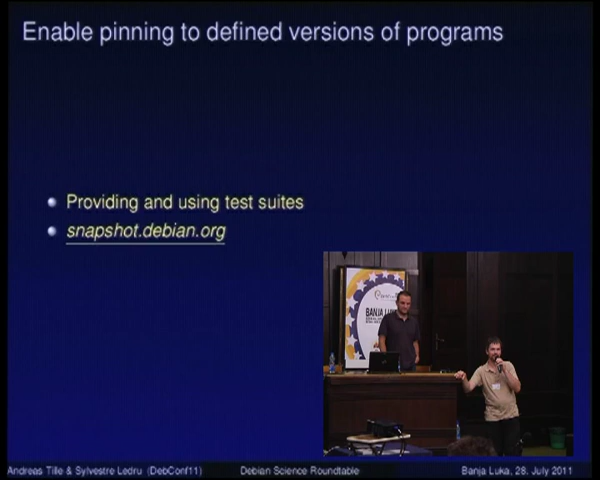 Enable pinning to defined versions of programs
Providing and using test suites
snapshot.debian.org
BANJA LUKA
Andreas Tille & Sylvestre Ledru (DebConf11)
Debian Science Roundtable
Banja Luka, 28. July 2011